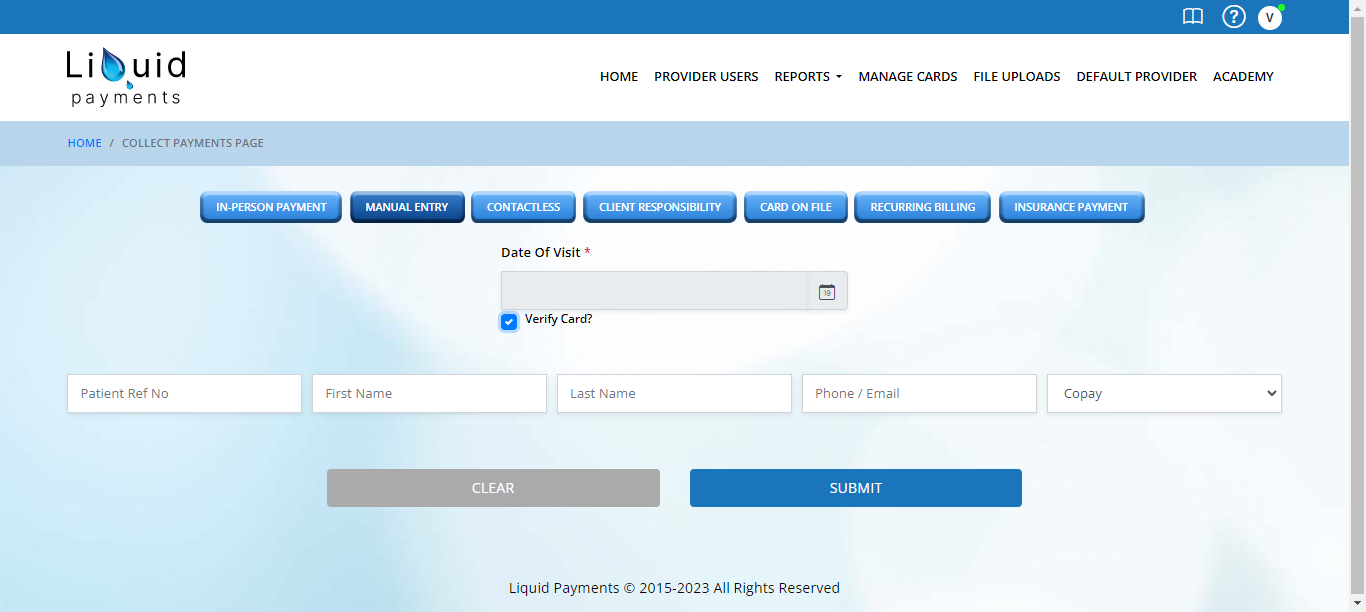 V
Liquid
payments
HOME PROVIDER USERS REPORTS MANAGE CARDS FILE UPLOADS DEFAULT PROVIDER ACADEMY
HOME / COLLECT PAYMENTS PAGE
IN-PERSON PAYMENT MANUAL ENTRY CONTACTLESS CLIENT RESPONSIBILITY CARD ON FILE RECURRING BILLING INSURANCE PAYMENT
Date Of Visit *
19
Verify Card?
Patient Ref No First Name Last Name Phone / Email Copay
CLEAR SUBMIT
Liquid Payments © 2015-2023 All Rights Reserved